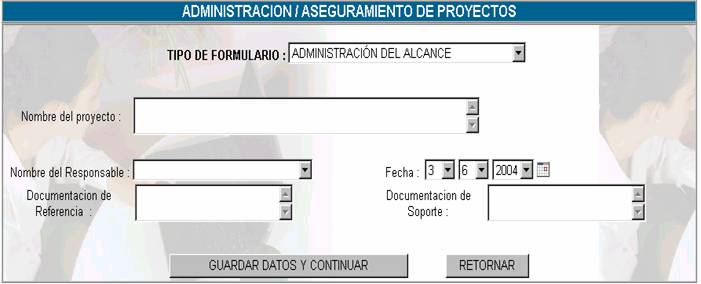 ADMINISTRACION / ASEGURAMIENTO DE PROYECTOS
TIPO DE FORMULARIO : ADMINISTRACIÓN DEL ALCANCE
Nombre del proyecto :
Nombre del Responsable : Fecha : 3 6 2004
Documentacion de Documentacion de
Referencia : Soporte :
GUARDAR DATOS Y CONTINUAR RETORNAR